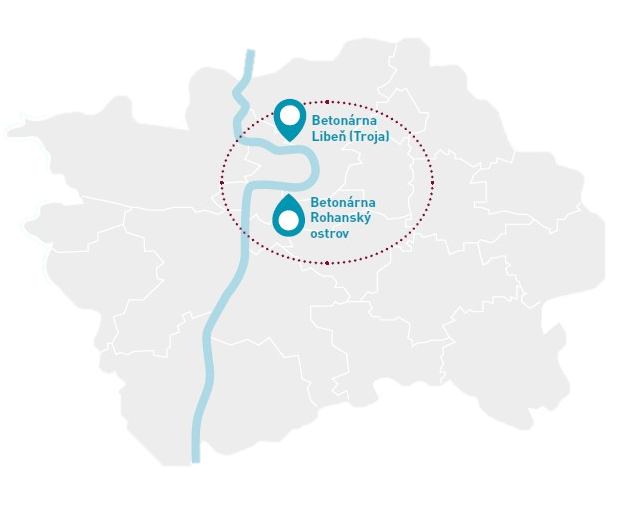 Betonárna
Libeň (Troja)
Betonárna
Rohanský
ostrov